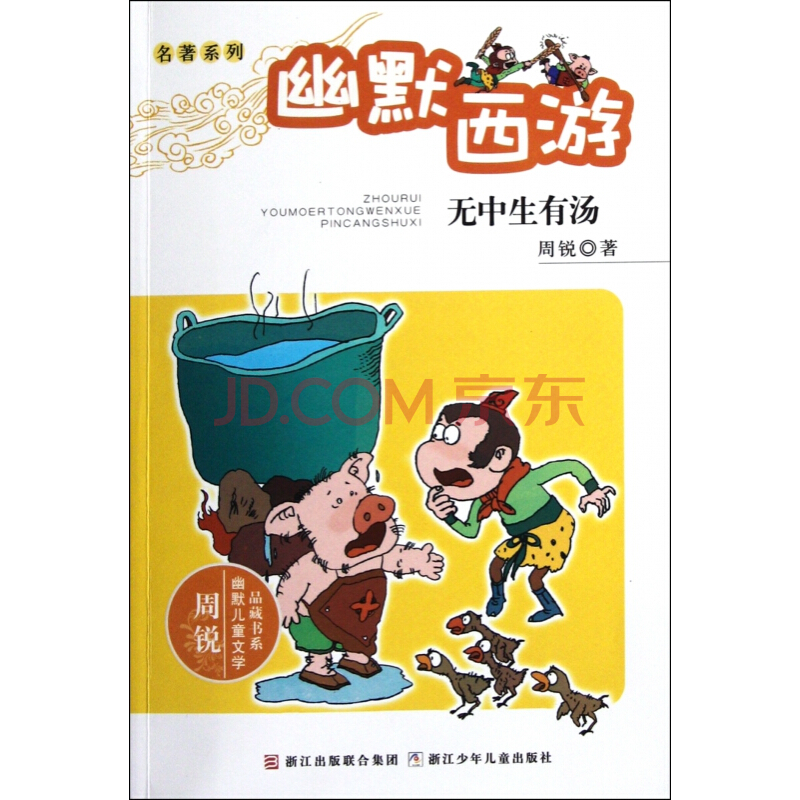 名著系列
幽默西游
ZHOURUI
YOUMOERTONGWENXUE
PINCANGSHUXI
无中生有汤
周锐◎著
JD.COM 京东
周锐
幽默儿童文学
品藏书系
浙江出版联合集团 浙江少年儿童出版社